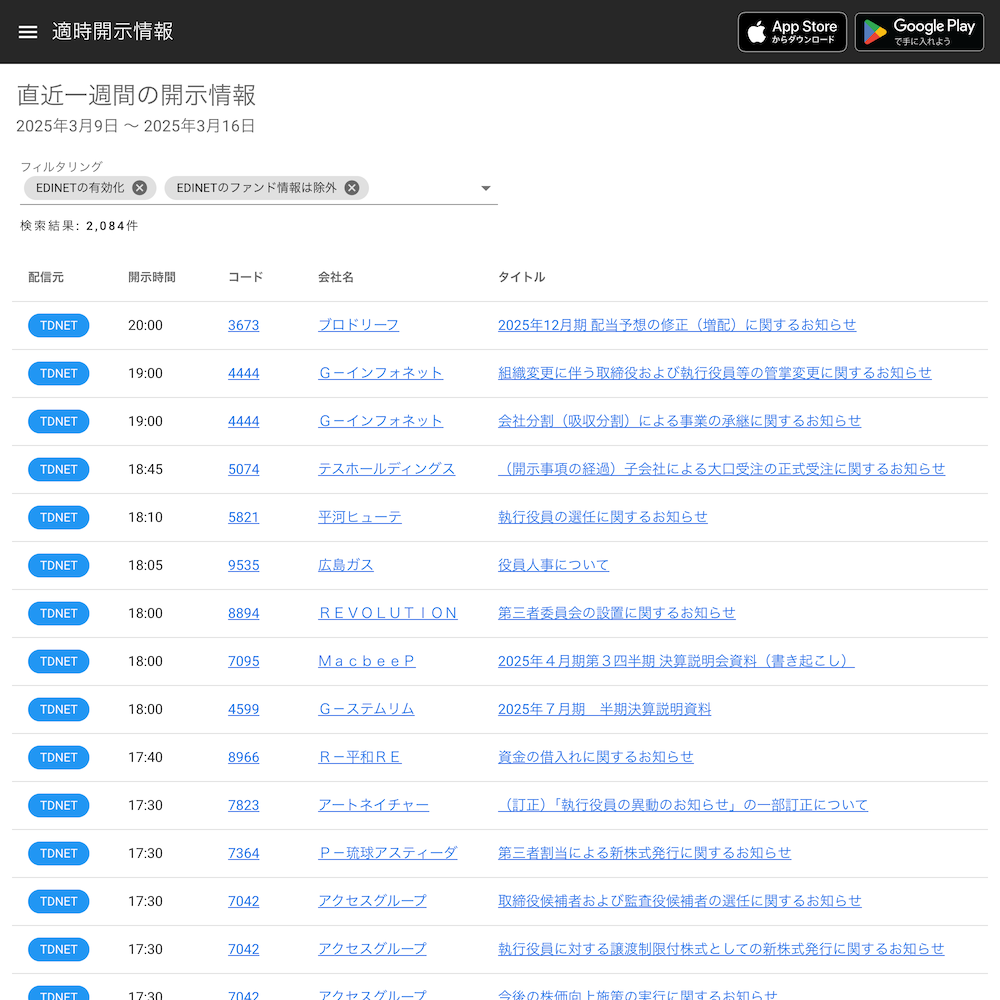 適時開示情報
App Store
からダウンロード
Google Play
で手に入れよう
直近一週間の開示情報
2025年3月9日 〜 2025年3月16日
フィルタリング
EDINETの有効化
EDINETのファンド情報は除外
検索結果: 2,084件
配信元 開示時間 コード 会社名 タイトル
TDNET 20:00 3673 ブロドリーフ 2025年12月期 配当予想の修正（増配）に関するお知らせ
TDNET 19:00 4444 Ｇ－インフォネット 組織変更に伴う取締役および執行役員等の管掌変更に関するお知らせ
TDNET 19:00 4444 Ｇ－インフォネット 会社分割（吸収分割）による事業の承継に関するお知らせ
TDNET 18:45 5074 テスホールディングス （開示事項の経過）子会社による大口受注の正式受注に関するお知らせ
TDNET 18:10 5821 平河ヒューテ 執行役員の選任に関するお知らせ
TDNET 18:05 9535 広島ガス 役員人事について
TDNET 18:00 8894 ＲＥＶＯＬＵＴＩＯＮ 第三者委員会の設置に関するお知らせ
TDNET 18:00 7095 ＭａｃｂｅｅＰ 2025年４月期第３四半期 決算説明会資料（書き起こし）
TDNET 18:00 4599 Ｇ－ステムリム 2025年７月期　半期決算説明資料
TDNET 17:40 8966 Ｒ－平和ＲＥ 資金の借入れに関するお知らせ
TDNET 17:30 7823 アートネイチャー （訂正）「執行役員の異動のお知らせ」の一部訂正について
TDNET 17:30 7364 Ｐ－琉球アスティーダ 第三者割当による新株式発行に関するお知らせ
TDNET 17:30 7042 アクセスグループ 取締役候補者および監査役候補者の選任に関するお知らせ
TDNET 17:30 7042 アクセスグループ 執行役員に対する譲渡制限付株式としての新株式発行に関するお知らせ
TDNET 17:30 7042 アクセスグループ 今後の株価向上施策の実行に関するお知らせ